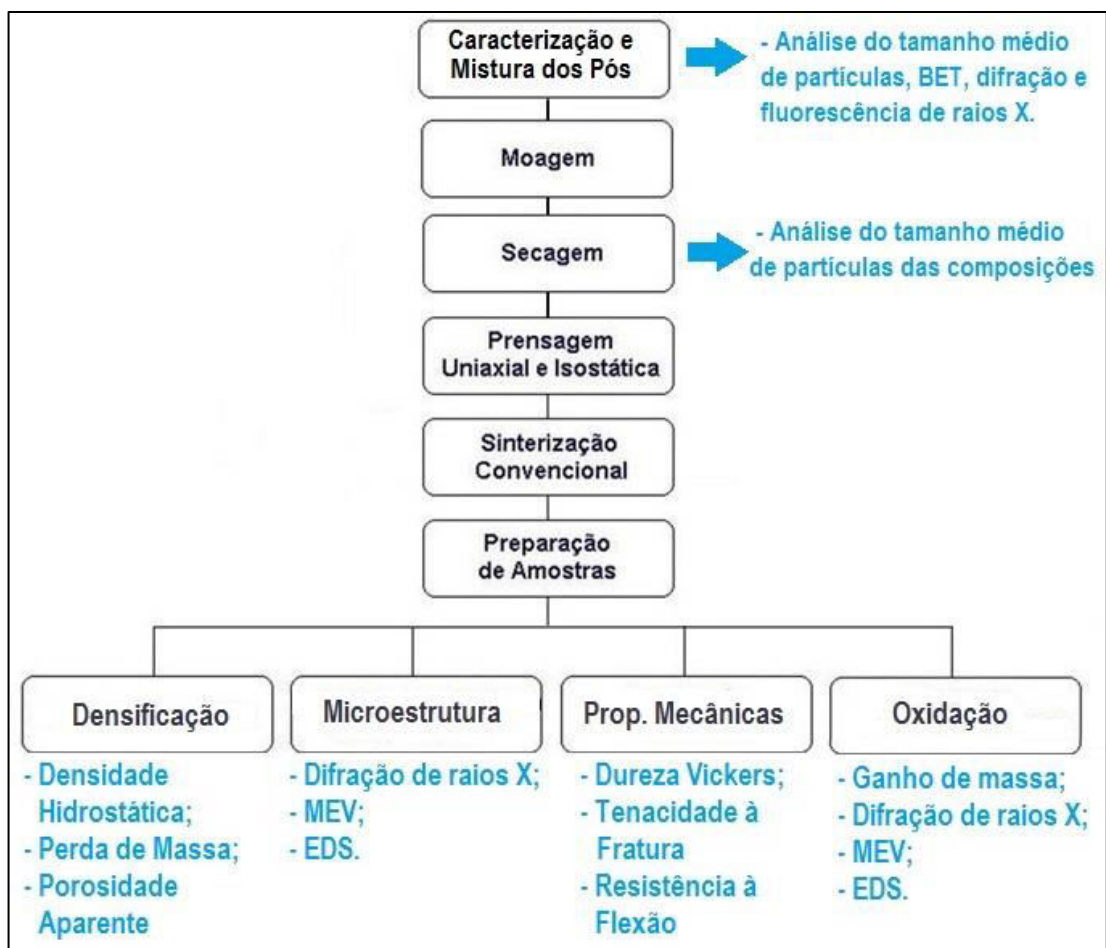 Caracterização e
Mistura dos Pós
- Análise do tamanho médio
de partículas, BET, difração e
fluorescência de raios X.
Moagem
Secagem
- Análise do tamanho médio
de partículas das composições
Prensagem
Uniaxial e Isostática
Sinterização
Convencional
Preparação
de Amostras
Densificação
- Densidade
Hidrostática;
- Perda de Massa;
- Porosidade
Aparente
Microestrutura
- Difração de raios X;
- MEV;
- EDS.
Prop. Mecânicas
- Dureza Vickers;
- Tenacidade à
Fratura
- Resistência à
Flexão
Oxidação
- Ganho de massa;
- Difração de raios X;
- MEV;
- EDS.